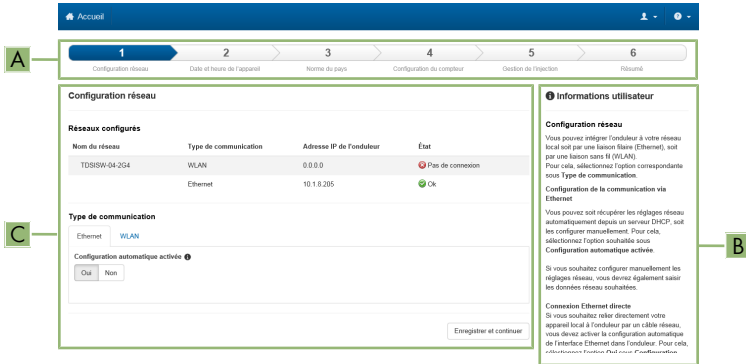 Accueil
1 2 3 4 5 6
Configuration réseau Date et heure de l'appareil Norme du pays Configuration du compteur Gestion de l'injection Résumé
A
Configuration réseau
Réseaux configurés
Nom du réseau Type de communication Adresse IP de l'onduleur État
TDSISW-04-2G4 WLAN 0.0.0.0 Pas de connexion
Ethernet 10.1.8.205 Ok
Type de communication
Ethernet WLAN
Configuration automatique activée
Oui Non
Enregistrer et continuer
C
Informations utilisateur
Configuration réseau
Vous pouvez intégrer l'onduleur à votre réseau
local soit par une liaison filaire (Ethernet), soit
par une liaison sans fil (WLAN).
Pour cela, sélectionnez l'option correspondante
sous Type de communication.
Configuration de la communication via
Ethernet
Vous pouvez soit récupérer les réglages réseau
automatiquement depuis un serveur DHCP, soit
les configurer manuellement. Pour cela,
sélectionnez l'option souhaitée sous
Configuration automatique activée.
Si vous souhaitez configurer manuellement les
réglages réseau, vous devrez également saisir
les données réseau souhaitées.
Connexion Ethernet directe
Si vous souhaitez relier directement votre
appareil local à l'onduleur par un câble réseau,
vous devez activer la configuration automatique
de l'interface Ethernet dans l'onduleur. Pour cela,
sélectionnez l'option Oui sous Configuration
B